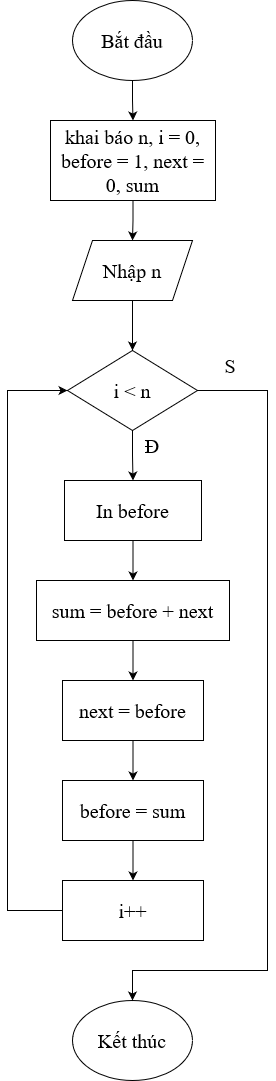 Bắt đầu
khai báo n, i = 0,
before = 1, next =
0, sum
Nhập n
i < n
S
Đ
In before
sum = before + next
next = before
before = sum
i++
Kết thúc